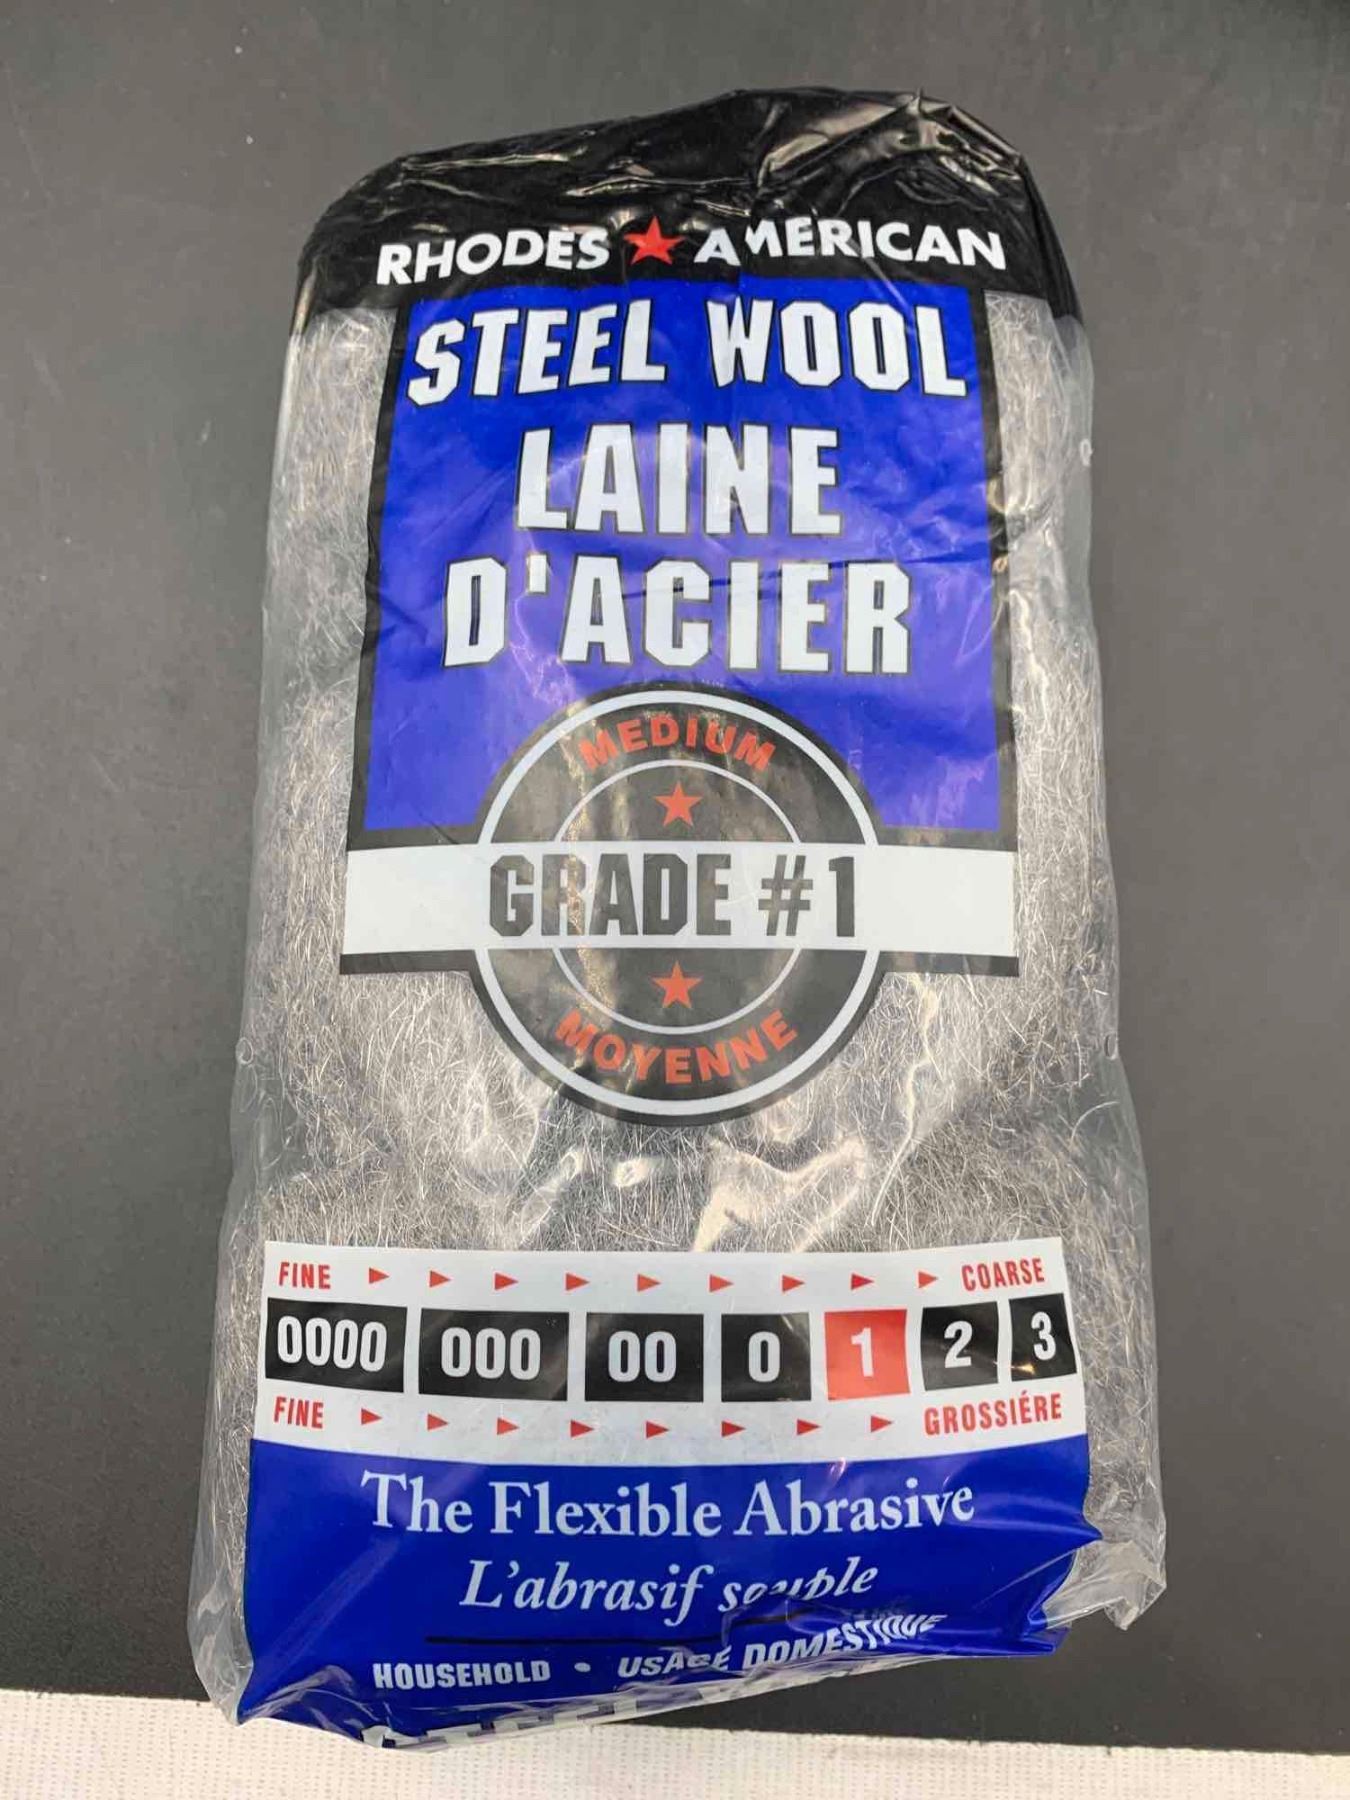 RHODES ★ AMERICAN
STEEL WOOL
LAINE
D'ACIER
MEDIUM
GRADE #1
MOYENNE
FINE COARSE
0000 000 00 0 1 2 3
FINE GROSSIÉRE
The Flexible Abrasive
L'abrasif souple
HOUSEHOLD • USAGE DOMESTIQUE